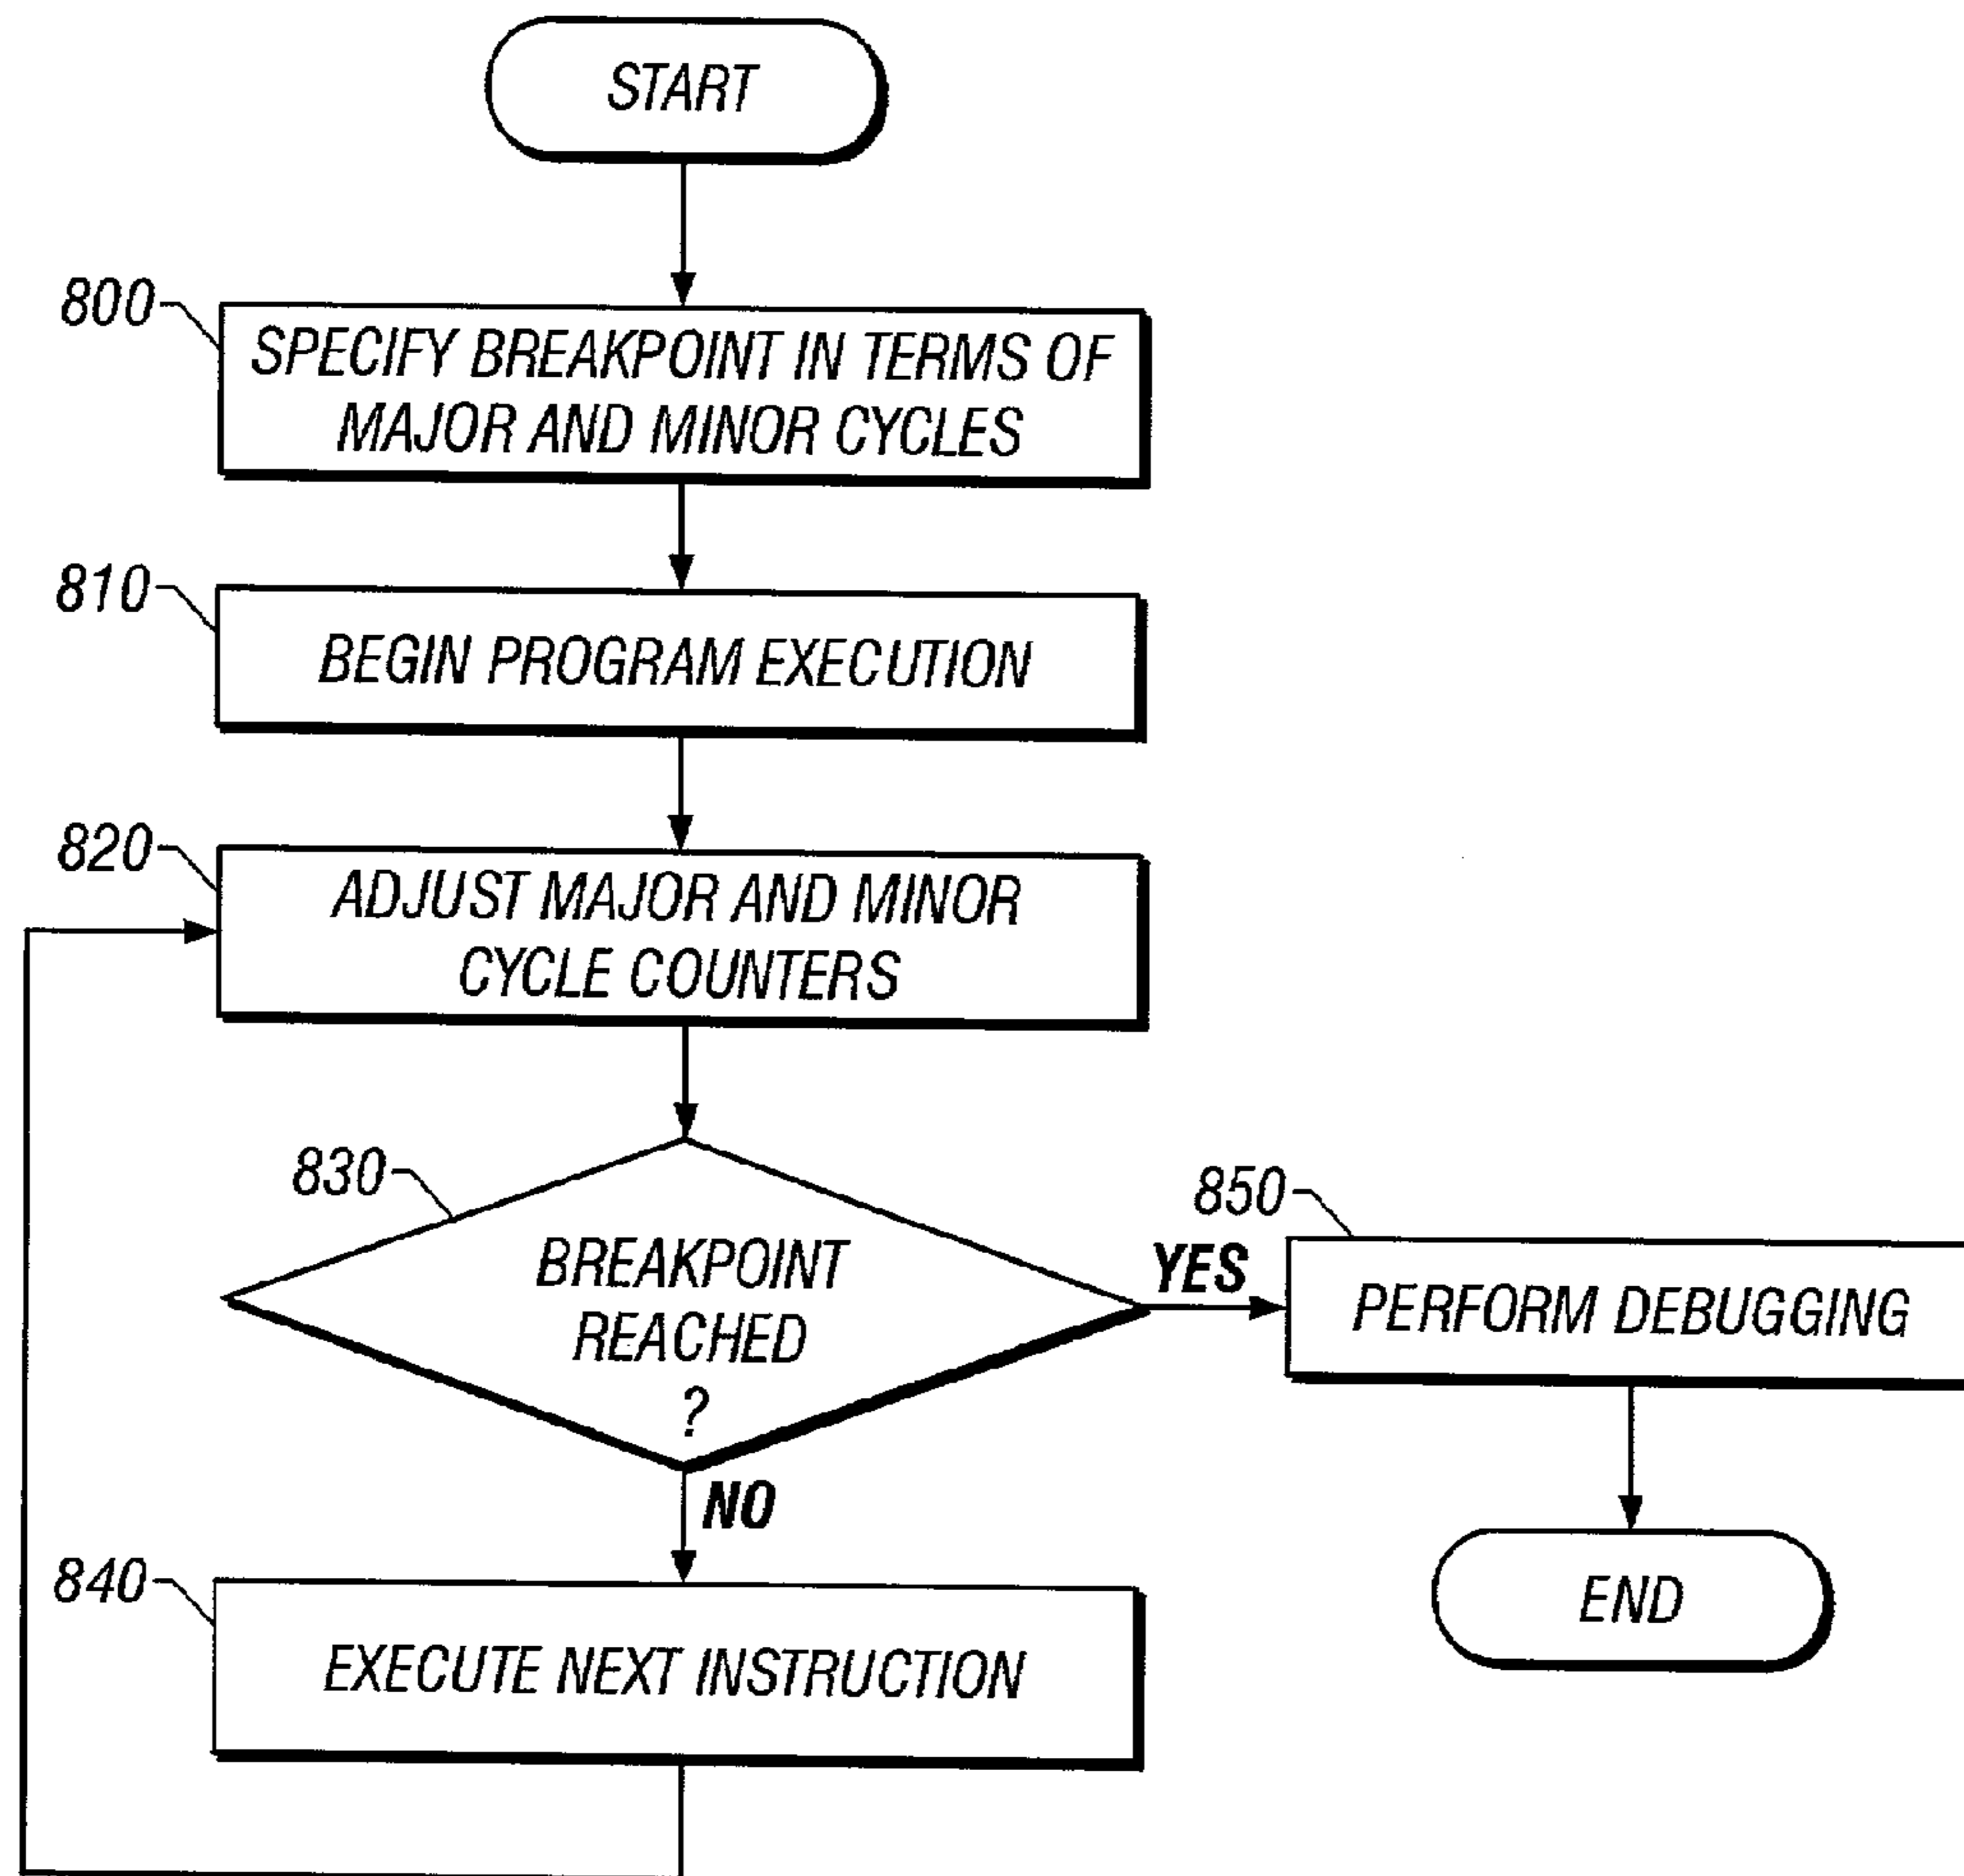 START
800
SPECIFY BREAKPOINT IN TERMS OF
MAJOR AND MINOR CYCLES
810
BEGIN PROGRAM EXECUTION
820
ADJUST MAJOR AND MINOR
CYCLE COUNTERS
830
BREAKPOINT
REACHED
?
YES
850
PERFORM DEBUGGING
NO
840
EXECUTE NEXT INSTRUCTION
END